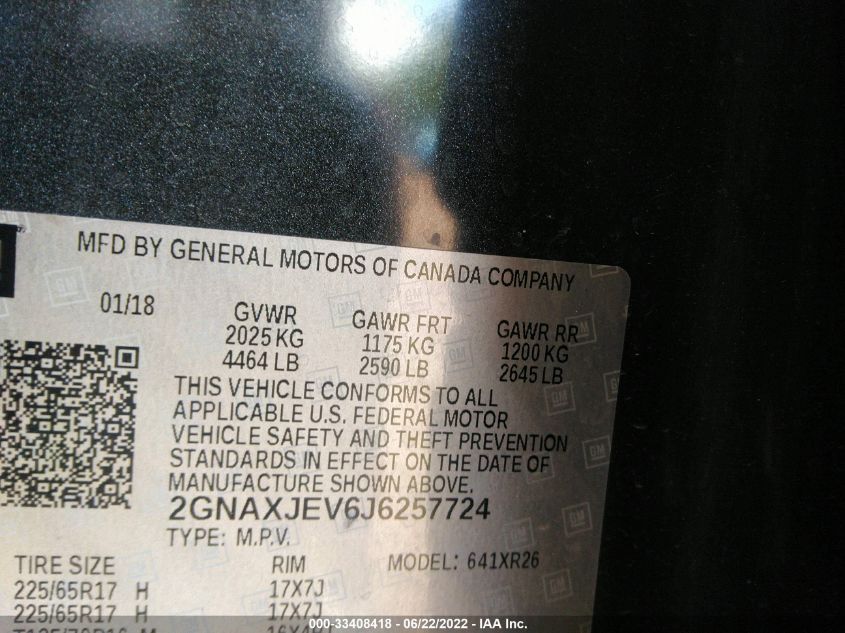 MFD BY GENERAL MOTORS OF CANADA COMPANY
01/18 GVWR GAWR FRT GAWR RR
2025 KG 1175 KG 1200 KG
4464 LB 2590 LB 2645 LB
THIS VEHICLE CONFORMS TO ALL
APPLICABLE U.S. FEDERAL MOTOR
VEHICLE SAFETY AND THEFT PREVENTION
STANDARDS IN EFFECT ON THE DATE OF
MANUFACTURE SHOWN ABOVE.
2GNAXJEV6J6257724
TYPE: M.P.V.
TIRE SIZE RIM MODEL: 641XR26
225/65R17 H 17X7J
225/65R17 H 17X7J
000-33408418 - 06/22/2022 - IAA Inc.